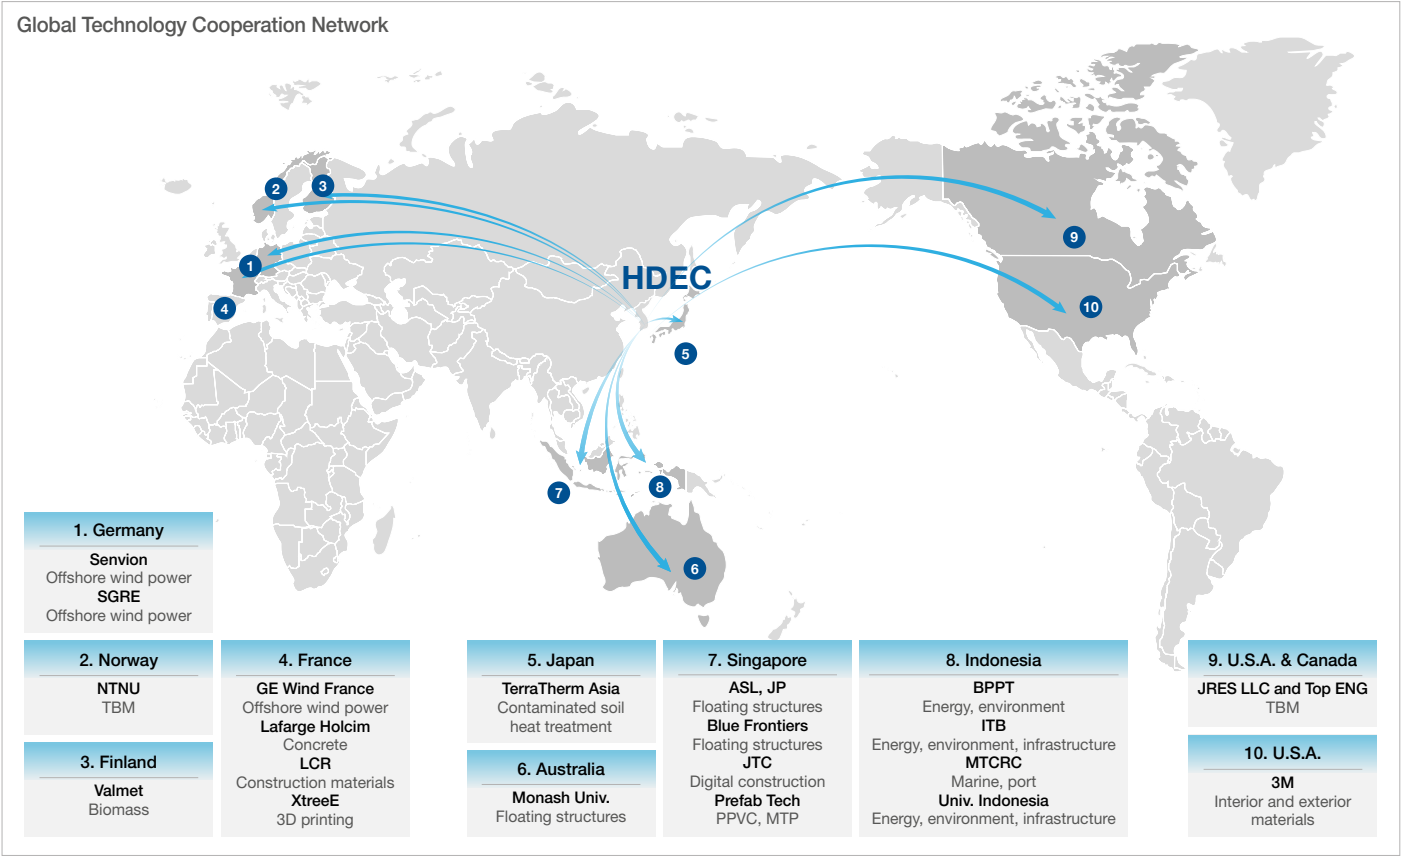 Global Technology Cooperation Network
2
3
HDEC
1
4
5
9
10
7
8
6
1. Germany
Senvion
Offshore wind power
SGRE
Offshore wind power
2. Norway
NTNU
TBM
3. Finland
Valmet
Biomass
4. France
GE Wind France
Offshore wind power
Lafarge Holcim
Concrete
LCR
Construction materials
XtreeE
3D printing
5. Japan
TerraTherm Asia
Contaminated soil
heat treatment
6. Australia
Monash Univ.
Floating structures
7. Singapore
ASL, JP
Floating structures
Blue Frontiers
Floating structures
JTC
Digital construction
Prefab Tech
PPVC, MTP
8. Indonesia
BPPT
Energy, environment
ITB
Energy, environment, infrastructure
MTCRC
Marine, port
Univ. Indonesia
Energy, environment, infrastructure
9. U.S.A. & Canada
JRES LLC and Top ENG
TBM
10. U.S.A.
3M
Interior and exterior
materials